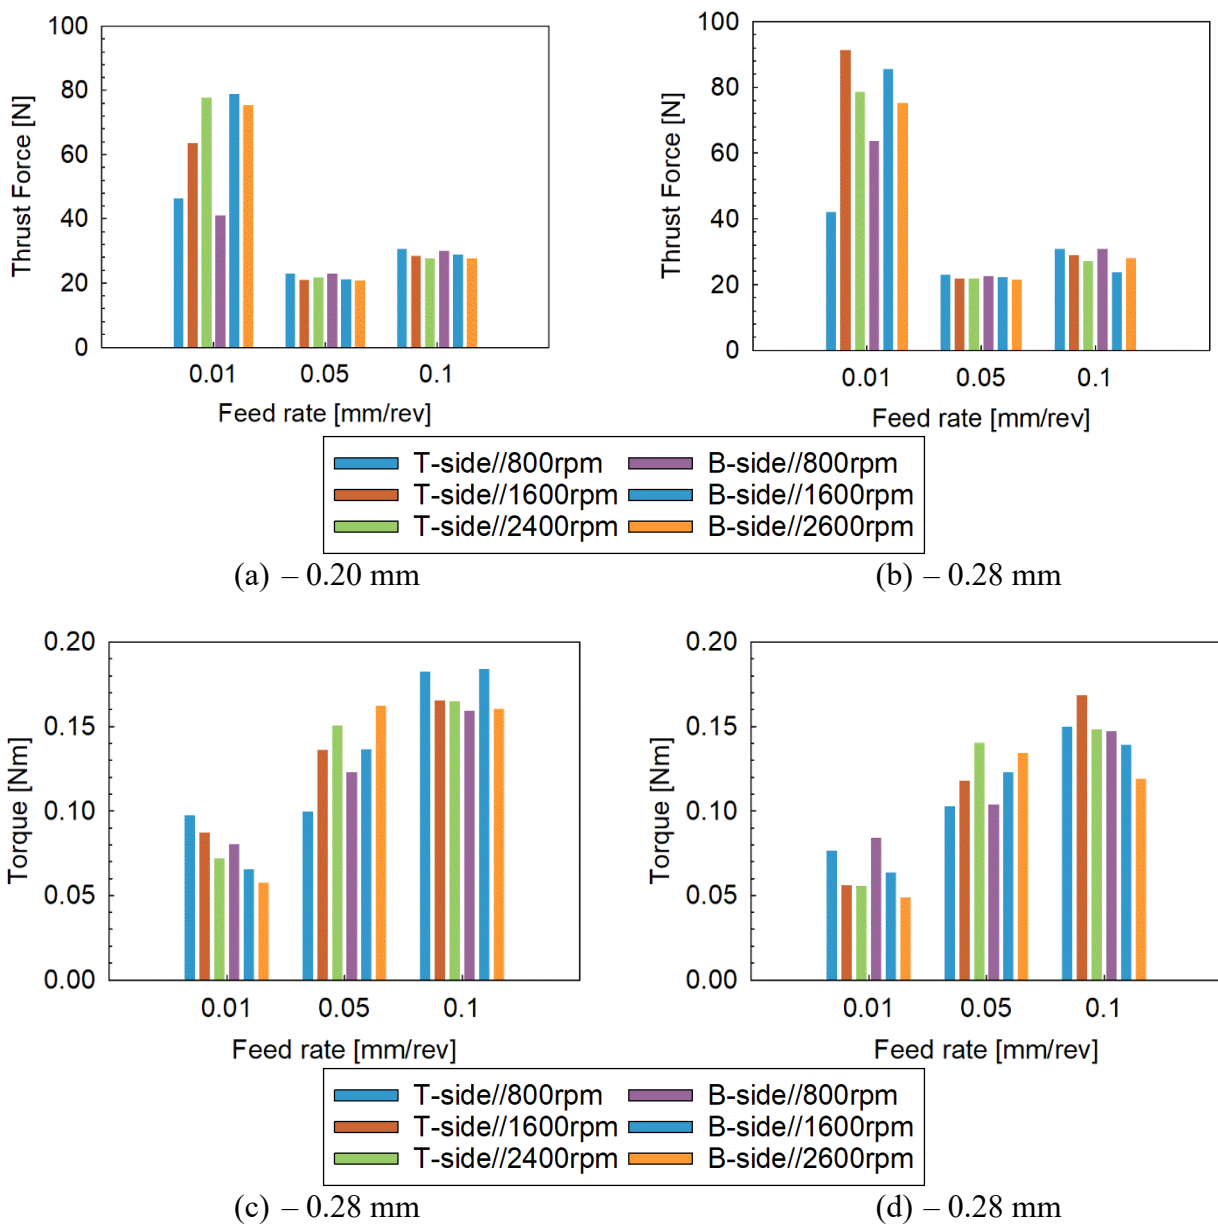 100
80
60
40
20
0
Thrust Force [N]
0.01 0.05 0.1
Feed rate [mm/rev]
100
80
60
40
20
0
Thrust Force [N]
0.01 0.05 0.1
Feed rate [mm/rev]
T-side//800rpm B-side//800rpm
T-side//1600rpm B-side//1600rpm
T-side//2400rpm B-side//2600rpm
(a) – 0.20 mm
(b) – 0.28 mm
0.20
0.15
0.10
0.05
0.00
Torque [Nm]
0.01 0.05 0.1
Feed rate [mm/rev]
0.20
0.15
0.10
0.05
0.00
Torque [Nm]
0.01 0.05 0.1
Feed rate [mm/rev]
T-side//800rpm B-side//800rpm
T-side//1600rpm B-side//1600rpm
T-side//2400rpm B-side//2600rpm
(c) – 0.28 mm
(d) – 0.28 mm